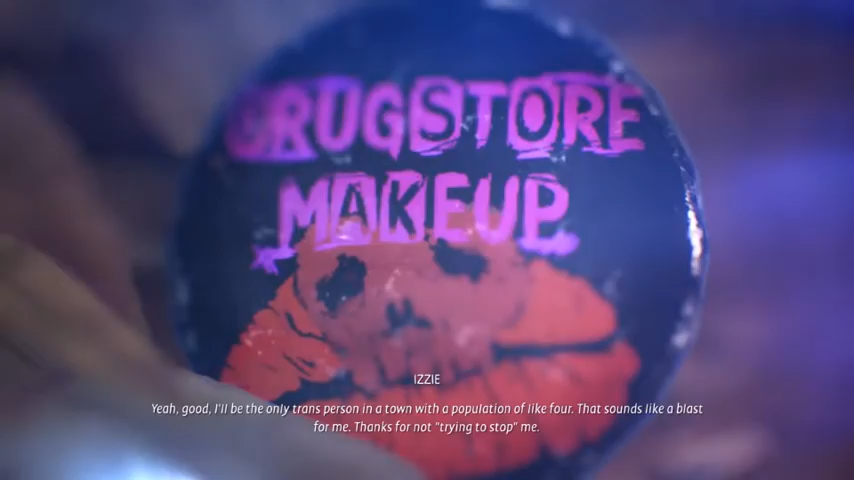 DRUGSTORE
MAKEUP
IZZIE
Yeah, good, I'll be the only trans person in a town with a population of like four. That sounds like a blast
for me. Thanks for not "trying to stop" me.